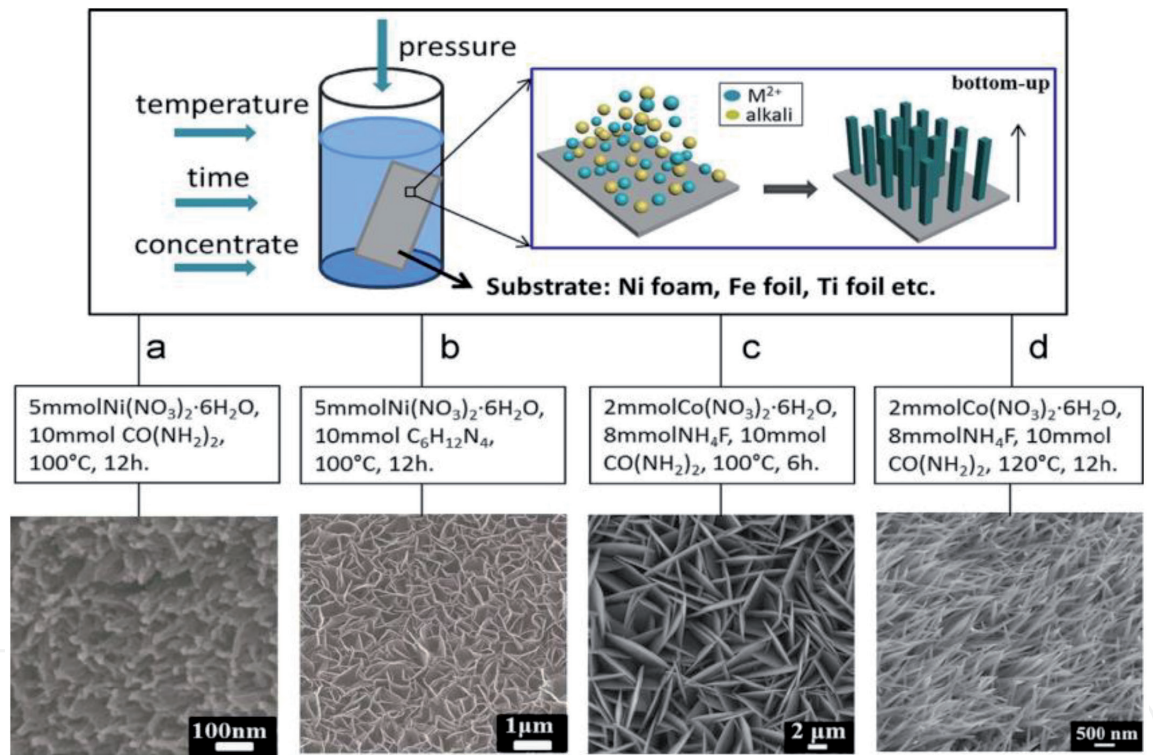 pressure
temperature
time
concentrate
M²⁺
alkali
bottom-up
Substrate: Ni foam, Fe foil, Ti foil etc.
a
b
c
d
5mmolNi(NO₃)₂·6H₂O,
10mmol CO(NH₂)₂,
100°C, 12h.
5mmolNi(NO₃)₂·6H₂O,
10mmol C₆H₁₂N₄,
100°C, 12h.
2mmolCo(NO₃)₂·6H₂O,
8mmolNH₄F, 10mmol
CO(NH₂)₂, 100°C, 6h.
2mmolCo(NO₃)₂·6H₂O,
8mmolNH₄F, 10mmol
CO(NH₂)₂, 120°C, 12h.
100nm
1μm
2 μm
500 nm